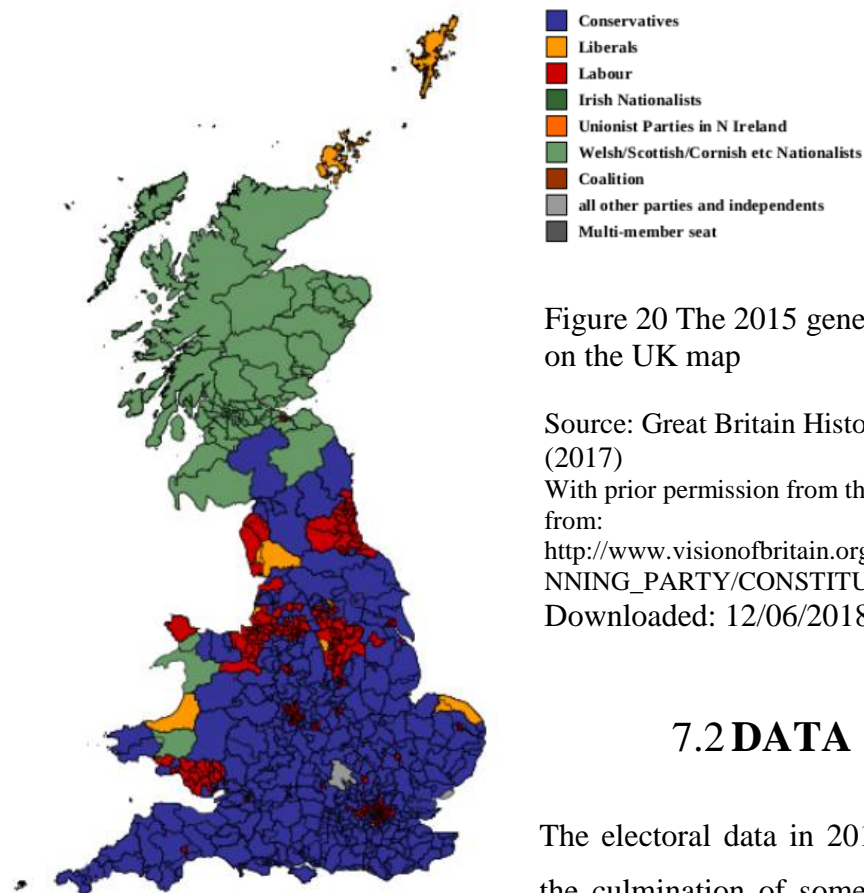 Conservatives
Liberals
Labour
Irish Nationalists
Unionist Parties in N Ireland
Welsh/Scottish/Cornish etc Nationalists
Coalition
all other parties and independents
Multi-member seat
Figure 20 The 2015 gene
on the UK map
Source: Great Britain Histo
(2017)
With prior permission from th
from:
http://www.visionofbritain.org
NNING_PARTY/CONSTITU
Downloaded: 12/06/2018
7.2 DATA
The electoral data in 201
the culmination of some